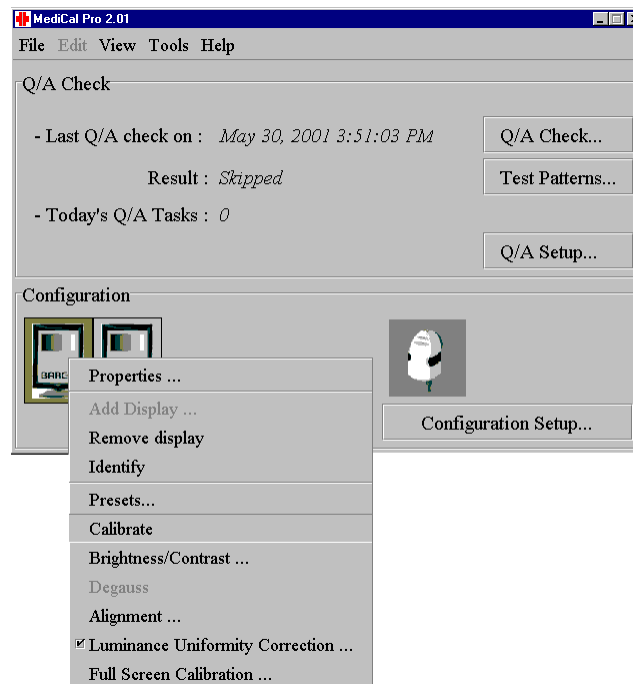 MediCal Pro 2.01
File Edit View Tools Help
Q/A Check
- Last Q/A check on : May 30, 2001 3:51:03 PM
Q/A Check...
Result : Skipped
Test Patterns...
- Today's Q/A Tasks : 0
Q/A Setup...
Configuration
BARC
Properties ...
Add Display ...
Configuration Setup...
Remove display
Identify
Presets...
Calibrate
Brightness/Contrast ...
Degauss
Alignment ...
Luminance Uniformity Correction ...
Full Screen Calibration ...